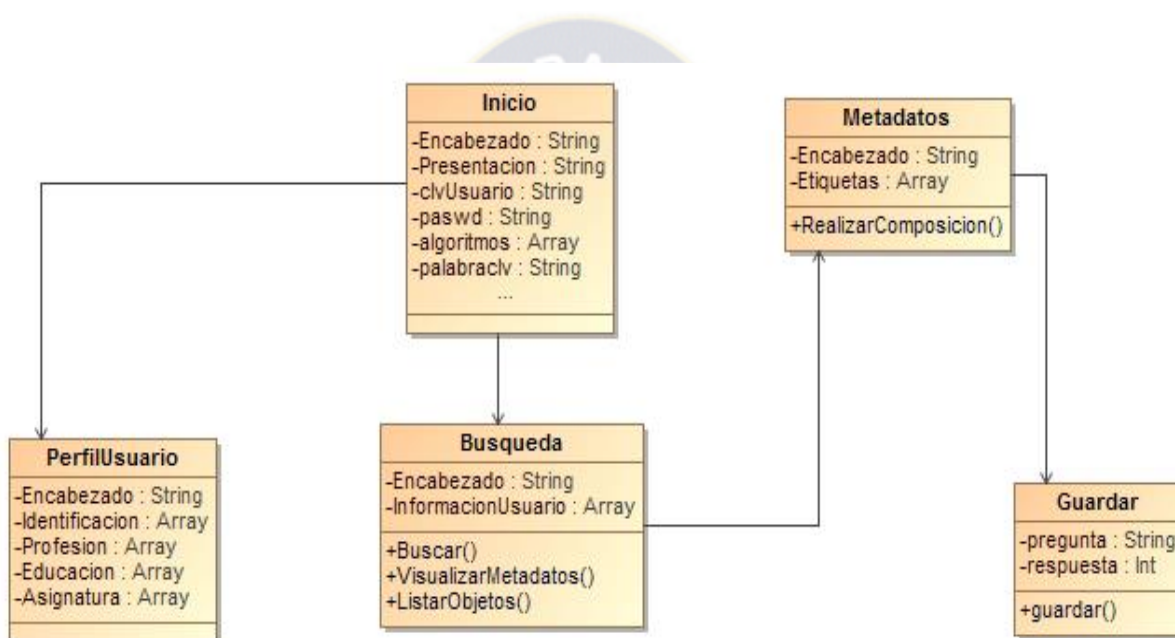 Inicio
-Encabezado : String
-Presentacion : String
-clvUsuario : String
-paswd : String
-algoritmos : Array
-palabraclv : String
...
Metadatos
-Encabezado : String
-Etiquetas : Array
+RealizarComposicion()
PerfilUsuario
-Encabezado : String
-Identificacion : Array
-Profesion : Array
-Educacion : Array
-Asignatura : Array
Busqueda
-Encabezado : String
-InformacionUsuario : Array
+Buscar()
+VisualizarMetadatos()
+ListarObjetos()
Guardar
-pregunta : String
-respuesta : Int
+guardar()